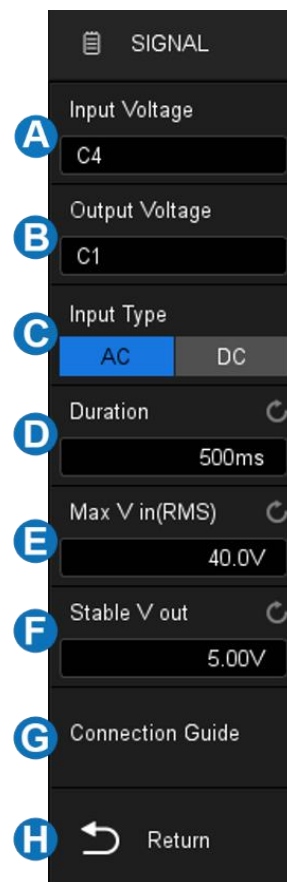 SIGNAL
A
Input Voltage
C4
B
Output Voltage
C1
C
Input Type
AC DC
D
Duration
500ms
E
Max V in(RMS)
40.0V
F
Stable V out
5.00V
G
Connection Guide
H
Return